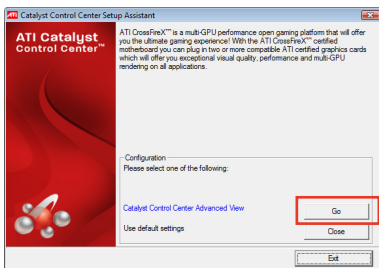 Catalyst Control Center Setup Assistant
ATI Catalyst
Control Center™
ATI CrossFireX™ is a multi-GPU performance open gaming platform that will offer
you the ultimate gaming experience! With the ATI CrossFireX™ certified
motherboard you can plug in two or more compatible ATI certified graphics cards
which will offer you exceptional visual quality, performance and multi-GPU
rendering on all applications.
Configuration
Please select one of the following:
Catalyst Control Center Advanced View
Go
Use default settings
Close
Exit